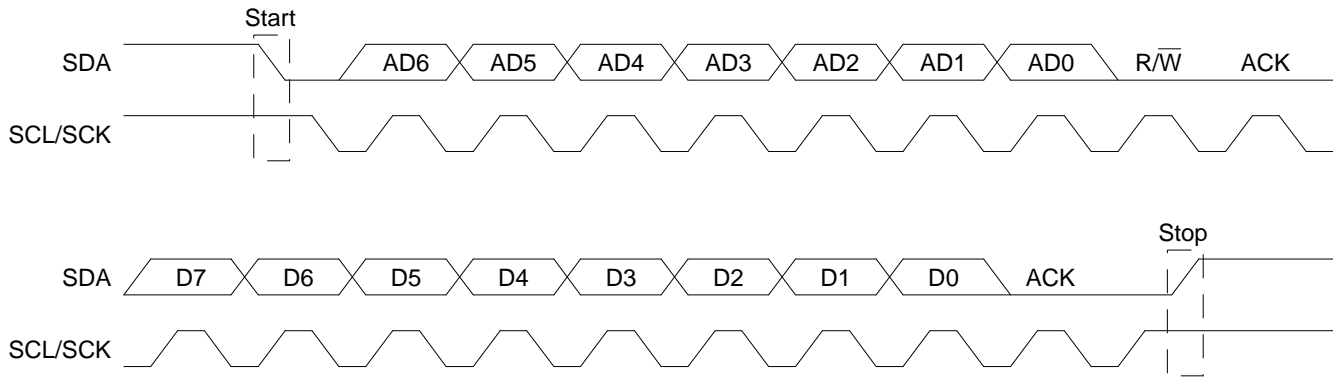 Start
SDA AD6 AD5 AD4 AD3 AD2 AD1 AD0 R/W̅ ACK
SCL/SCK
Stop
SDA D7 D6 D5 D4 D3 D2 D1 D0 ACK
SCL/SCK